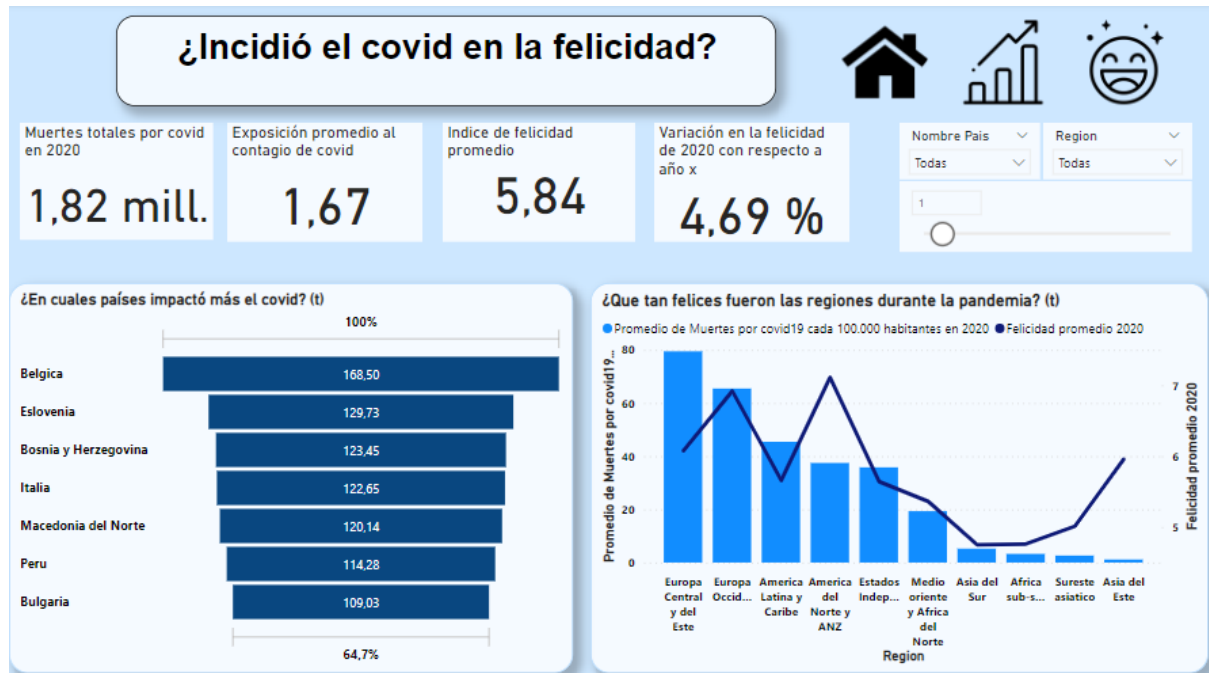 ¿Incidió el covid en la felicidad?
Muertes totales por covid
en 2020
1,82 mill.
Exposición promedio al
contagio de covid
1,67
Indice de felicidad
promedio
5,84
Variación en la felicidad
de 2020 con respecto a
año x
4,69 %
Nombre Pais
Todas
Region
Todas
1
¿En cuales países impactó más el covid? (t)
100%
Belgica 168,50
Eslovenia 129,73
Bosnia y Herzegovina 123,45
Italia 122,65
Macedonia del Norte 120,14
Peru 114,28
Bulgaria 109,03
64,7%
¿Que tan felices fueron las regiones durante la pandemia? (t)
Promedio de Muertes por covid19 cada 100.000 habitantes en 2020 Felicidad promedio 2020
Promedio de Muertes por covid19...
80
60
40
20
0
7
6
5
Felicidad promedio 2020
Europa
Central
y del
Este
Europa
Occid...
America
Latina y
Caribe
America
del
Norte y
ANZ
Estados
Indep...
Medio
oriente
y Africa
del
Norte
Asia del
Sur
Africa
sub-s...
Sureste
asiatico
Asia del
Este
Region